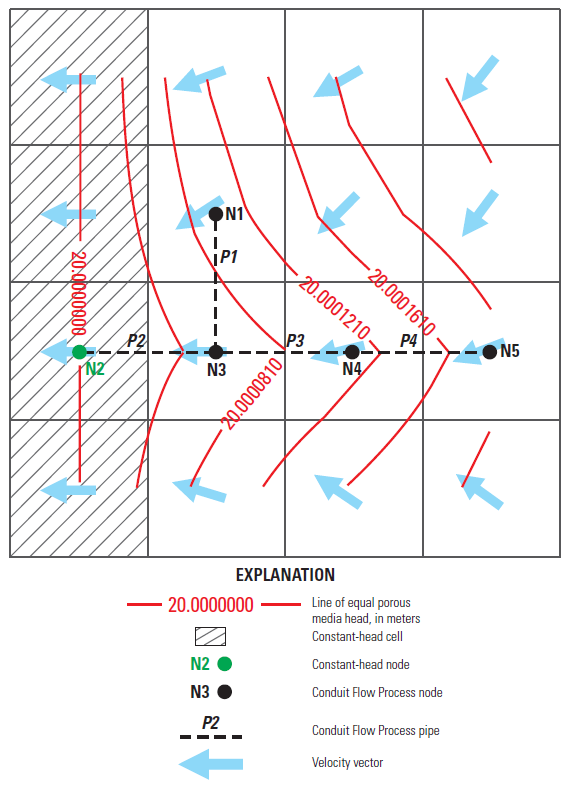 N1
P1
20.0000000
20.0001210
20.0001610
P2
P3
P4
N2
N3
N4
N5
20.0000810
EXPLANATION
20.0000000
Line of equal porous
media head, in meters
Constant-head cell
N2
Constant-head node
N3
Conduit Flow Process node
P2
Conduit Flow Process pipe
Velocity vector